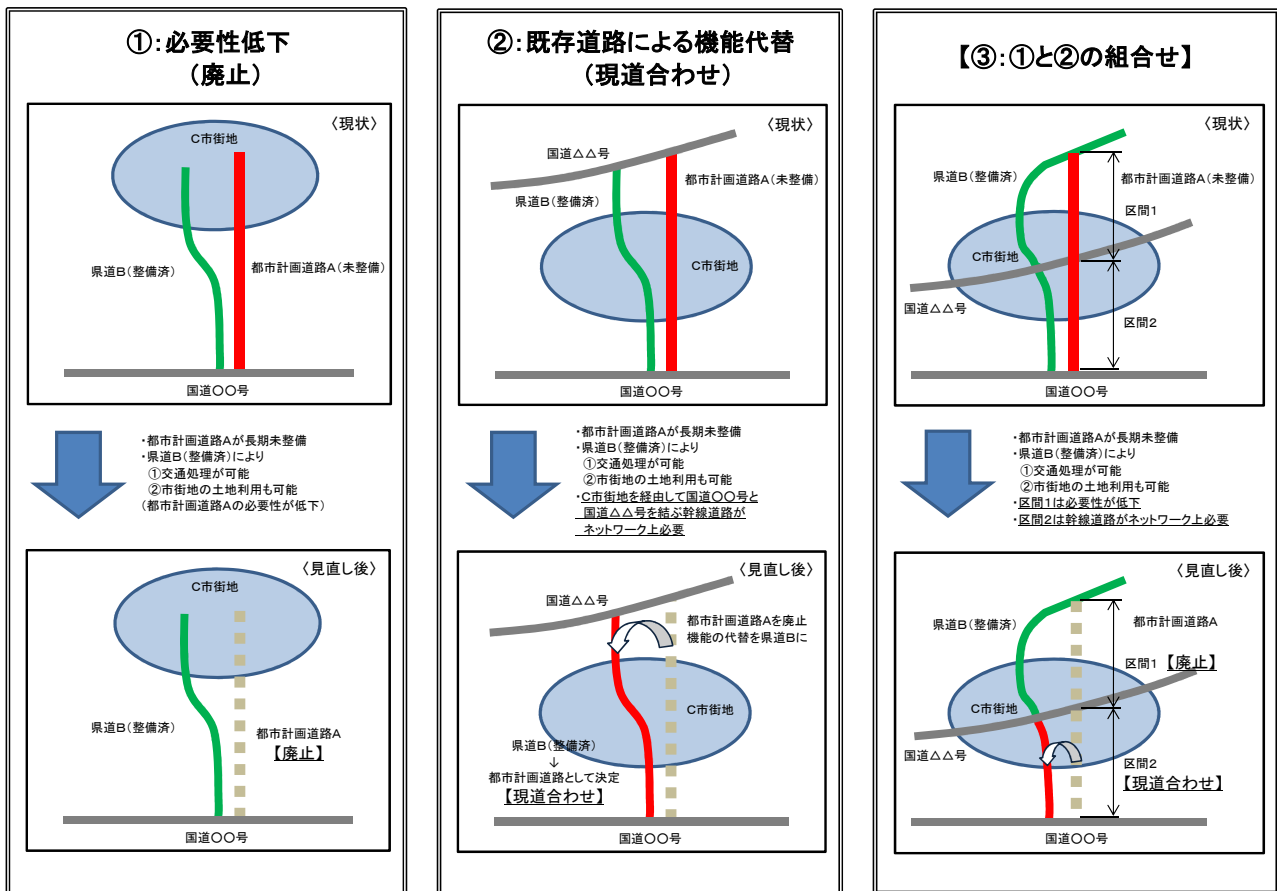 ①:必要性低下
(廃止)
〈現状〉
C市街地
県道B(整備済)
都市計画道路A(未整備)
国道〇〇号
・都市計画道路Aが長期未整備
・県道B(整備済)により
①交通処理が可能
②市街地の土地利用も可能
(都市計画道路Aの必要性が低下)
〈見直し後〉
C市街地
県道B(整備済)
都市計画道路A
【廃止】
国道〇〇号
②:既存道路による機能代替
(現道合わせ)
〈現状〉
国道△△号
都市計画道路A(未整備)
県道B(整備済)
C市街地
国道〇〇号
・都市計画道路Aが長期未整備
・県道B(整備済)により
①交通処理が可能
②市街地の土地利用も可能
・C市街地を経由して国道〇〇号と
国道△△号を結ぶ幹線道路が
ネットワーク上必要
〈見直し後〉
国道△△号
都市計画道路Aを廃止
機能の代替を県道Bに
C市街地
県道B(整備済)
↓
都市計画道路として決定
【現道合わせ】
国道〇〇号
【③:①と②の組合せ】
〈現状〉
県道B(整備済)
都市計画道路A(未整備)
区間1
C市街地
国道△△号
区間2
国道〇〇号
・都市計画道路Aが長期未整備
・県道B(整備済)により
①交通処理が可能
②市街地の土地利用も可能
・区間1は必要性が低下
・区間2は幹線道路がネットワーク上必要
〈見直し後〉
県道B(整備済)
都市計画道路A
区間1【廃止】
C市街地
国道△△号
区間2
【現道合わせ】
国道〇〇号